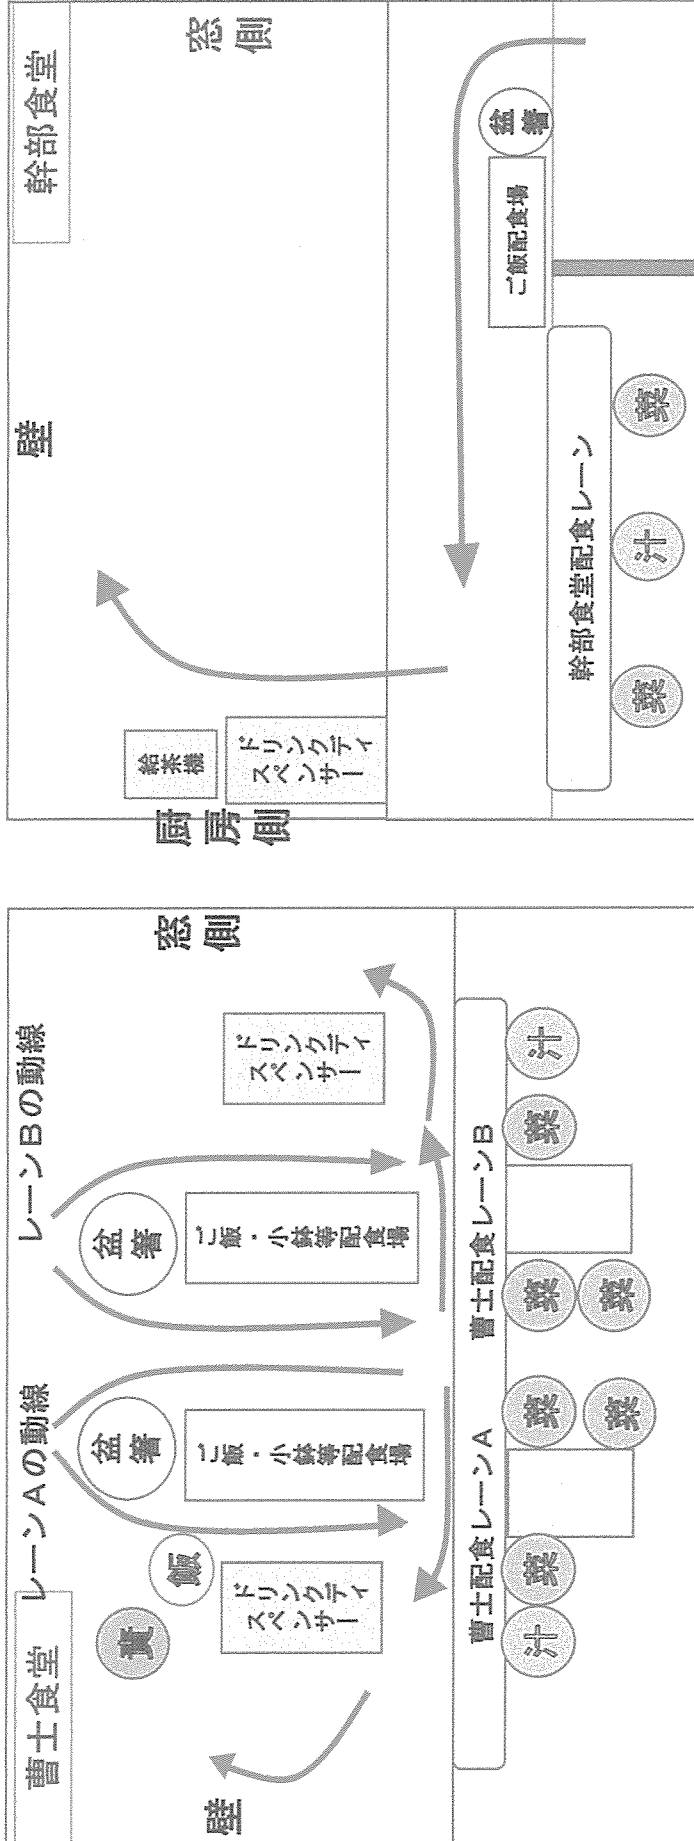 曹士食堂
レーンAの動線
レーンBの動線
麦
飯
盆
箸
盆
箸
窓
側
壁
ドリンクディ
スペンサー
ご飯・小鉢等配食場
ご飯・小鉢等配食場
ドリンクディ
スペンサー
曹士配食レーンA
曹士配食レーンB
汁
菜
菜
菜
菜
菜
菜
汁
幹部食堂
壁
窓
側
厨
房
側
給茶
機
ドリンクディ
スペンサー
盆
箸
ご飯配食場
幹部食堂配食レーン
菜
汁
菜